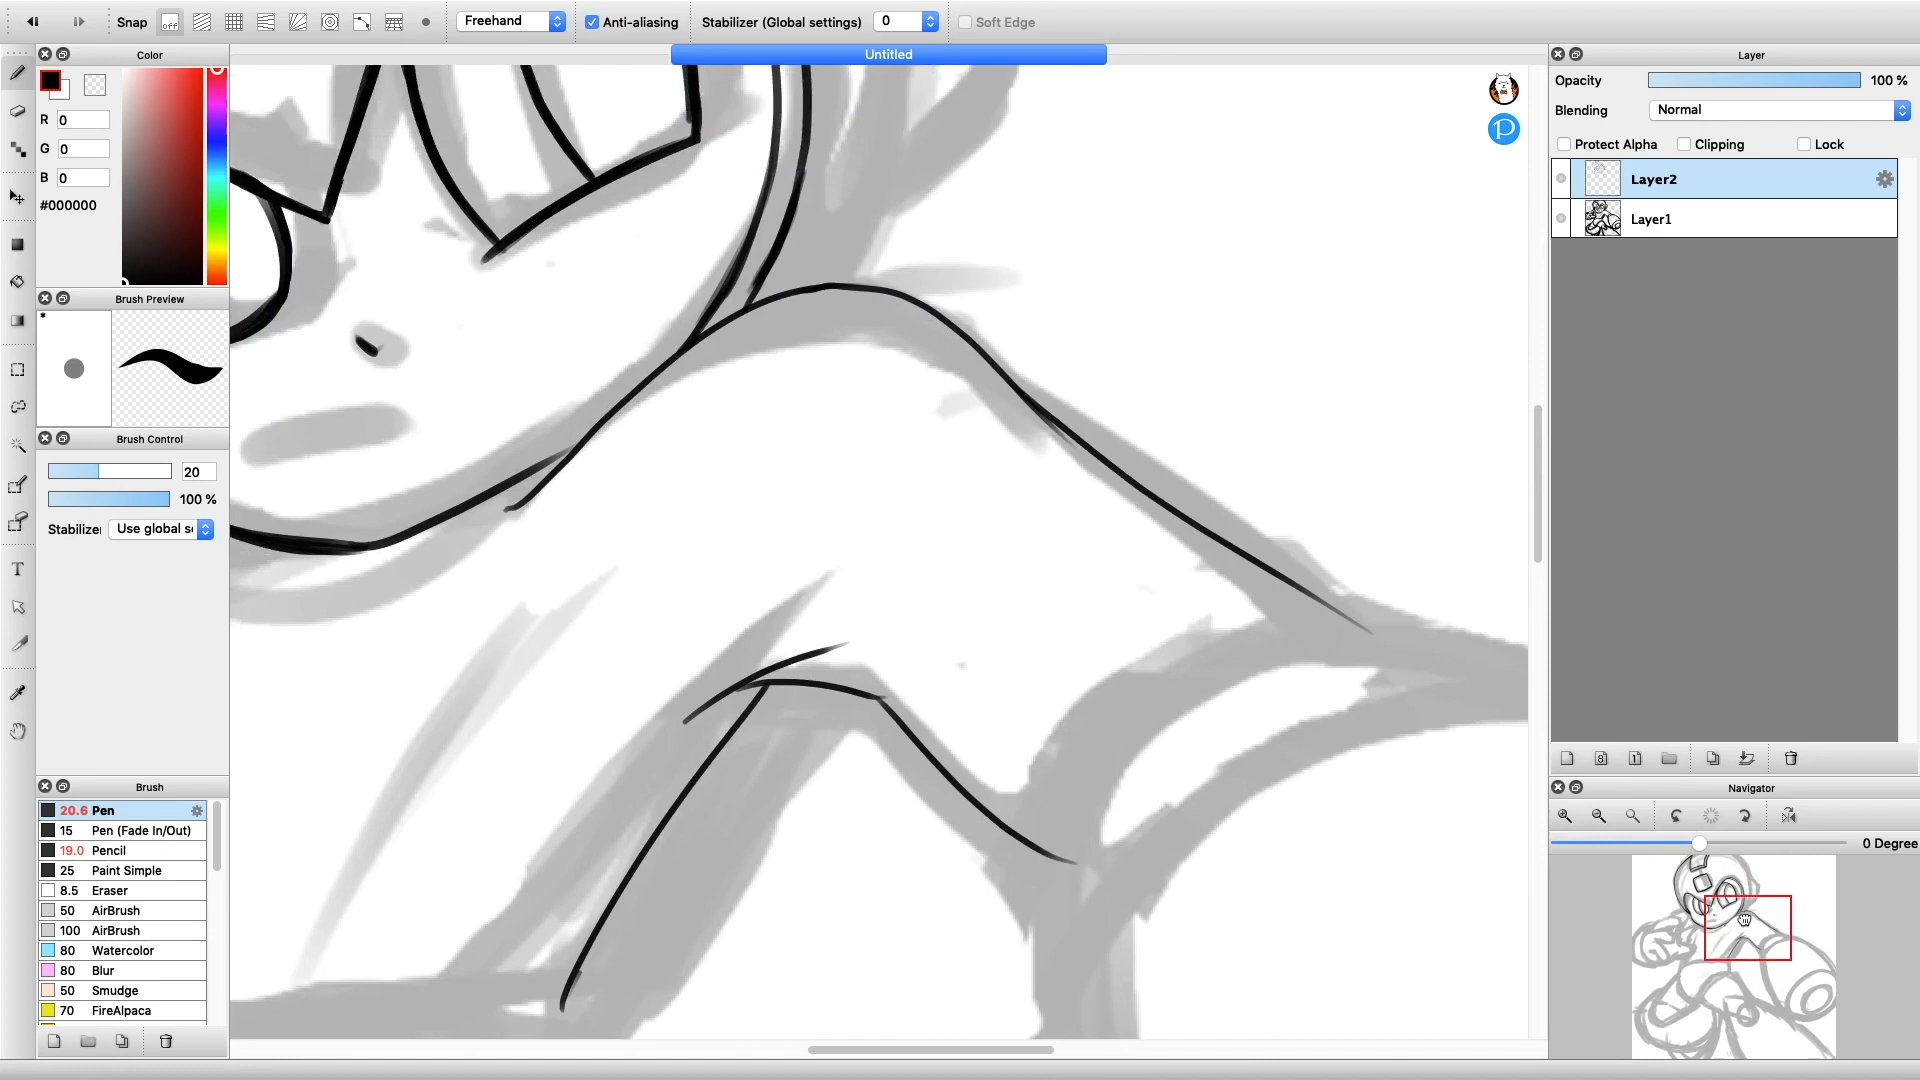 Snap
off
Freehand
Anti-aliasing
Stabilizer (Global settings)
0
Soft Edge
Color
Untitled
Layer
R 0
G 0
B 0
#000000
Opacity
100 %
Blending
Normal
Protect Alpha
Clipping
Lock
Layer2
Layer1
Brush Preview
*
Brush Control
20
100 %
Use global s
T
8
1
Brush
20.6 Pen
15 Pen (Fade In/Out)
19.0 Pencil
25 Paint Simple
8.5 Eraser
50 AirBrush
100 AirBrush
80 Watercolor
80 Blur
50 Smudge
70 FireAlpaca
Navigator
0 Degree